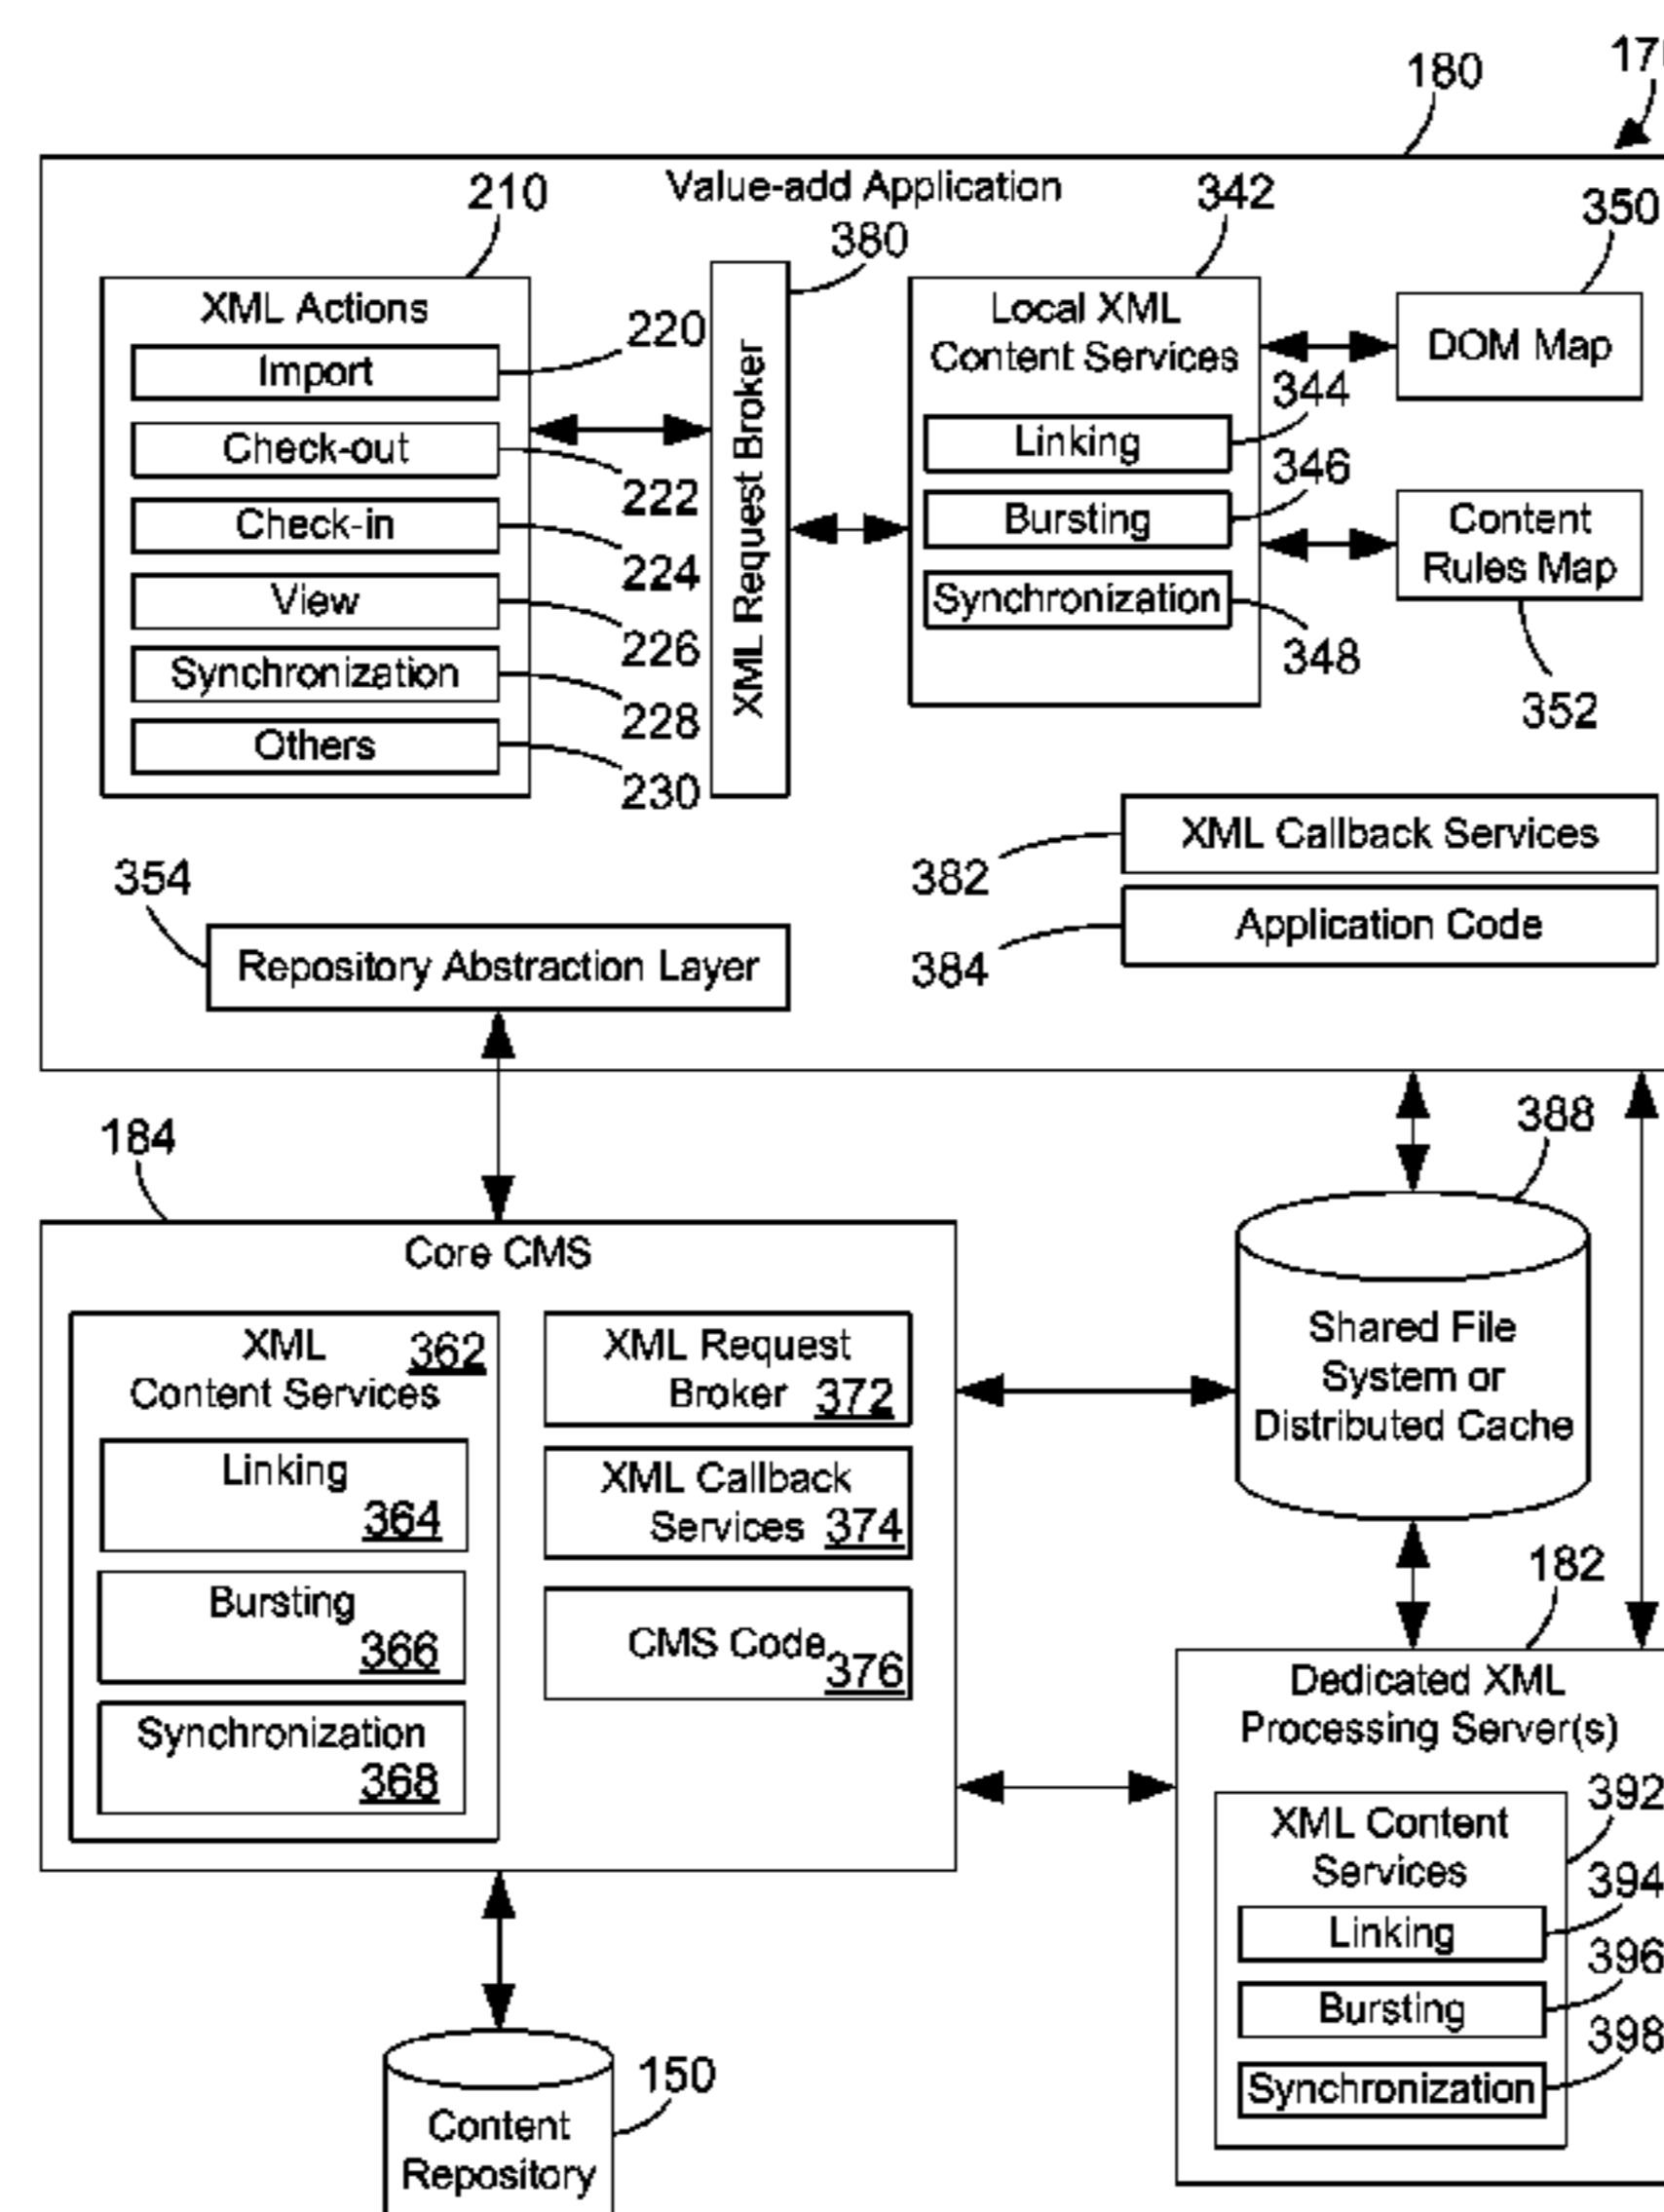 180
170
Value-add Application
210
380
342
350
XML Actions
Import
220
Check-out
222
Check-in
224
View
226
Synchronization
228
Others
230
XML Request Broker
Local XML
Content Services
344
Linking
346
Bursting
Synchronization
348
DOM Map
Content
Rules Map
352
XML Callback Services
382
Application Code
384
354
Repository Abstraction Layer
184
Core CMS
XML 362
Content Services
Linking
364
Bursting
366
Synchronization
368
XML Request
Broker 372
XML Callback
Services 374
CMS Code
376
388
Shared File
System or
Distributed Cache
182
Dedicated XML
Processing Server(s)
392
XML Content
Services
394
Linking
396
Bursting
398
Synchronization
150
Content
Repository